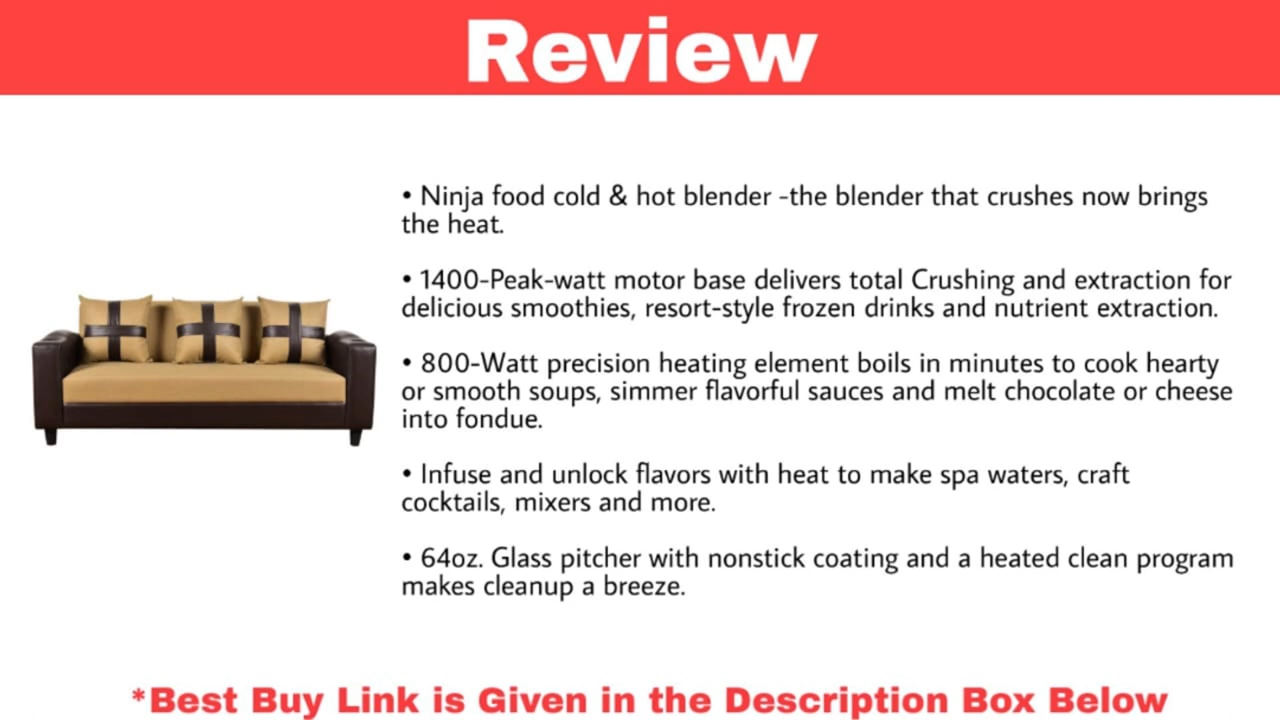 Review
• Ninja food cold & hot blender -the blender that crushes now brings
the heat.
• 1400-Peak-watt motor base delivers total Crushing and extraction for
delicious smoothies, resort-style frozen drinks and nutrient extraction.
• 800-Watt precision heating element boils in minutes to cook hearty
or smooth soups, simmer flavorful sauces and melt chocolate or cheese
into fondue.
• Infuse and unlock flavors with heat to make spa waters, craft
cocktails, mixers and more.
• 64oz. Glass pitcher with nonstick coating and a heated clean program
makes cleanup a breeze.
*Best Buy Link is Given in the Description Box Below